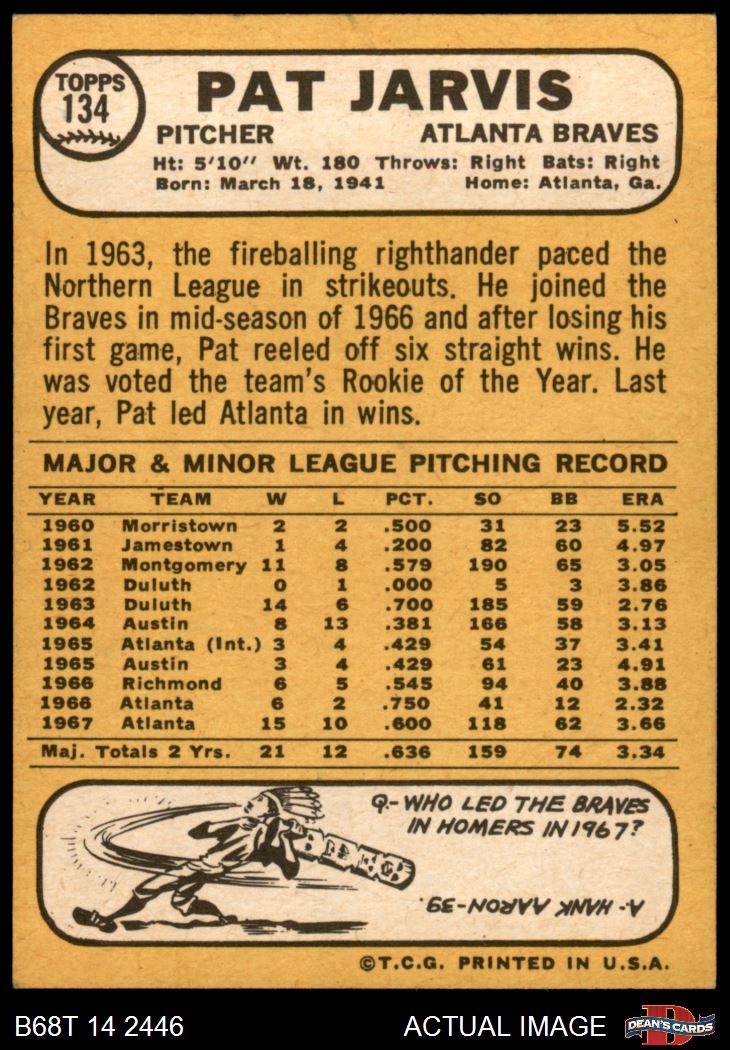 TOPPS
134
PAT JARVIS
PITCHER ATLANTA BRAVES
Ht: 5'10" Wt. 180 Throws: Right Bats: Right
Born: March 18, 1941 Home: Atlanta, Ga.
In 1963, the fireballing righthander paced the
Northern League in strikeouts. He joined the
Braves in mid-season of 1966 and after losing his
first game, Pat reeled off six straight wins. He
was voted the team's Rookie of the Year. Last
year, Pat led Atlanta in wins.
MAJOR & MINOR LEAGUE PITCHING RECORD
YEAR TEAM W L PCT. SO BB ERA
1960 Morristown 2 2 .500 31 23 5.52
1961 Jamestown 1 4 .200 82 60 4.97
1962 Montgomery 11 8 .579 190 65 3.05
1962 Duluth 0 1 .000 5 3 3.86
1963 Duluth 14 6 .700 185 59 2.76
1964 Austin 8 13 .381 166 58 3.13
1965 Atlanta (Int.) 3 4 .429 54 37 3.41
1965 Austin 3 4 .429 61 23 4.91
1966 Richmond 6 5 .545 94 40 3.88
1966 Atlanta 6 2 .750 41 12 2.32
1967 Atlanta 15 10 .600 118 62 3.66
Maj. Totals 2 Yrs. 21 12 .636 159 74 3.34
Q-WHO LED THE BRAVES
IN HOMERS IN 1967?
A- HANK AARON-39.
©T.C.G. PRINTED IN U.S.A.
B68T 14 2446 ACTUAL IMAGE
D
DEAN'S CARDS